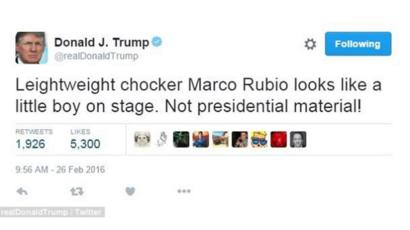 Donald J. Trump
@realDonaldTrump
Following
Leightweight chocker Marco Rubio looks like a
little boy on stage. Not presidential material!
RETWEETS LIKES
1,926 5,300
9:56 AM - 26 Feb 2016
realDonaldTrump / Twitter